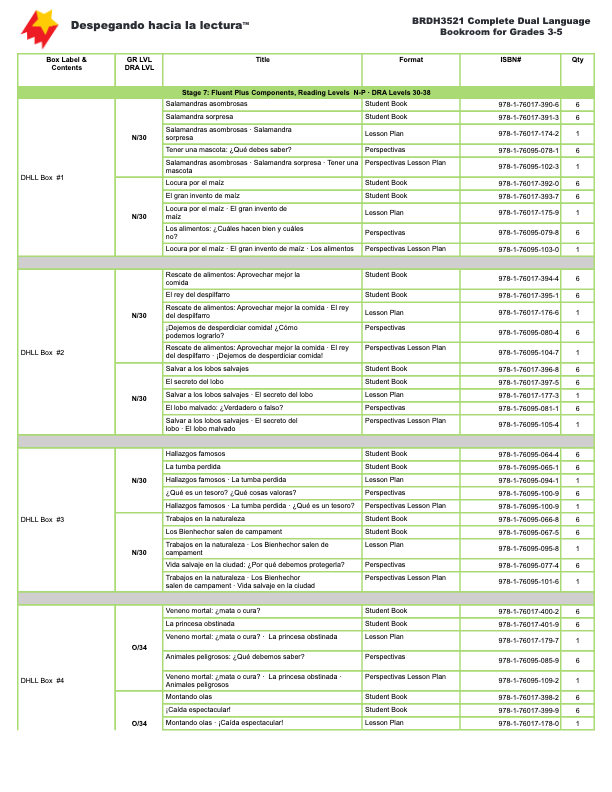 Despegando hacia la lectura™
BRDH3521 Complete Dual Language
Bookroom for Grades 3-5
Box Label & Contents GR LVL DRA LVL Title Format ISBN# Qty
Stage 7: Fluent Plus Components, Reading Levels N-P · DRA Levels 30-38
DHLL Box #1
N/30
Salamandras asombrosas Student Book 978-1-76017-390-6 6
Salamandra sorpresa Student Book 978-1-76017-391-3 6
Salamandras asombrosas · Salamandra
sorpresa Lesson Plan 978-1-76017-174-2 1
Tener una mascota: ¿Qué debes saber? Perspectivas 978-1-76095-078-1 6
Salamandras asombrosas · Salamandra sorpresa · Tener una
mascota Perspectivas Lesson Plan 978-1-76095-102-3 1
N/30
Locura por el maíz Student Book 978-1-76017-392-0 6
El gran invento de maíz Student Book 978-1-76017-393-7 6
Locura por el maíz · El gran invento de
maíz Lesson Plan 978-1-76017-175-9 1
Los alimentos: ¿Cuáles hacen bien y cuáles
no? Perspectivas 978-1-76095-079-8 6
Locura por el maíz · El gran invento de maíz · Los alimentos Perspectivas Lesson Plan 978-1-76095-103-0 1
DHLL Box #2
N/30
Rescate de alimentos: Aprovechar mejor la
comida Student Book 978-1-76017-394-4 6
El rey del despilfarro Student Book 978-1-76017-395-1 6
Rescate de alimentos: Aprovechar mejor la comida · El rey
del despilfarro Lesson Plan 978-1-76017-176-6 1
¡Dejemos de desperdiciar comida! ¿Cómo
podemos lograrlo? Perspectivas 978-1-76095-080-4 6
Rescate de alimentos: Aprovechar mejor la comida · El rey
del despilfarro · ¡Dejemos de desperdiciar comida! Perspectivas Lesson Plan 978-1-76095-104-7 1
N/30
Salvar a los lobos salvajes Student Book 978-1-76017-396-8 6
El secreto del lobo Student Book 978-1-76017-397-5 6
Salvar a los lobos salvajes · El secreto del lobo Lesson Plan 978-1-76017-177-3 1
El lobo malvado: ¿Verdadero o falso? Perspectivas 978-1-76095-081-1 6
Salvar a los lobos salvajes · El secreto del
lobo · El lobo malvado Perspectivas Lesson Plan 978-1-76095-105-4 1
DHLL Box #3
N/30
Hallazgos famosos Student Book 978-1-76095-064-4 6
La tumba perdida Student Book 978-1-76095-065-1 6
Hallazgos famosos · La tumba perdida Lesson Plan 978-1-76095-094-1 1
¿Qué es un tesoro? ¿Qué cosas valoras? Perspectivas 978-1-76095-100-9 6
Hallazgos famosos · La tumba perdida · ¿Qué es un tesoro? Perspectivas Lesson Plan 978-1-76095-100-9 1
N/30
Trabajos en la naturaleza Student Book 978-1-76095-066-8 6
Los Bienhechor salen de campament Student Book 978-1-76095-067-5 6
Trabajos en la naturaleza · Los Bienhechor salen de
campament Lesson Plan 978-1-76095-095-8 1
Vida salvaje en la ciudad: ¿Por qué debemos protegerla? Perspectivas 978-1-76095-077-4 6
Trabajos en la naturaleza · Los Bienhechor
salen de campament · Vida salvaje en la ciudad Perspectivas Lesson Plan 978-1-76095-101-6 1
DHLL Box #4
O/34
Veneno mortal: ¿mata o cura? Student Book 978-1-76017-400-2 6
La princesa obstinada Student Book 978-1-76017-401-9 6
Veneno mortal: ¿mata o cura? · La princesa obstinada Lesson Plan 978-1-76017-179-7 1
Animales peligrosos: ¿Qué debemos saber? Perspectivas 978-1-76095-085-9 6
Veneno mortal: ¿mata o cura? · La princesa obstinada ·
Animales peligrosos Perspectivas Lesson Plan 978-1-76095-109-2 1
O/34
Montando olas Student Book 978-1-76017-398-2 6
¡Caída espectacular! Student Book 978-1-76017-399-9 6
Montando olas · ¡Caída espectacular! Lesson Plan 978-1-76017-178-0 1